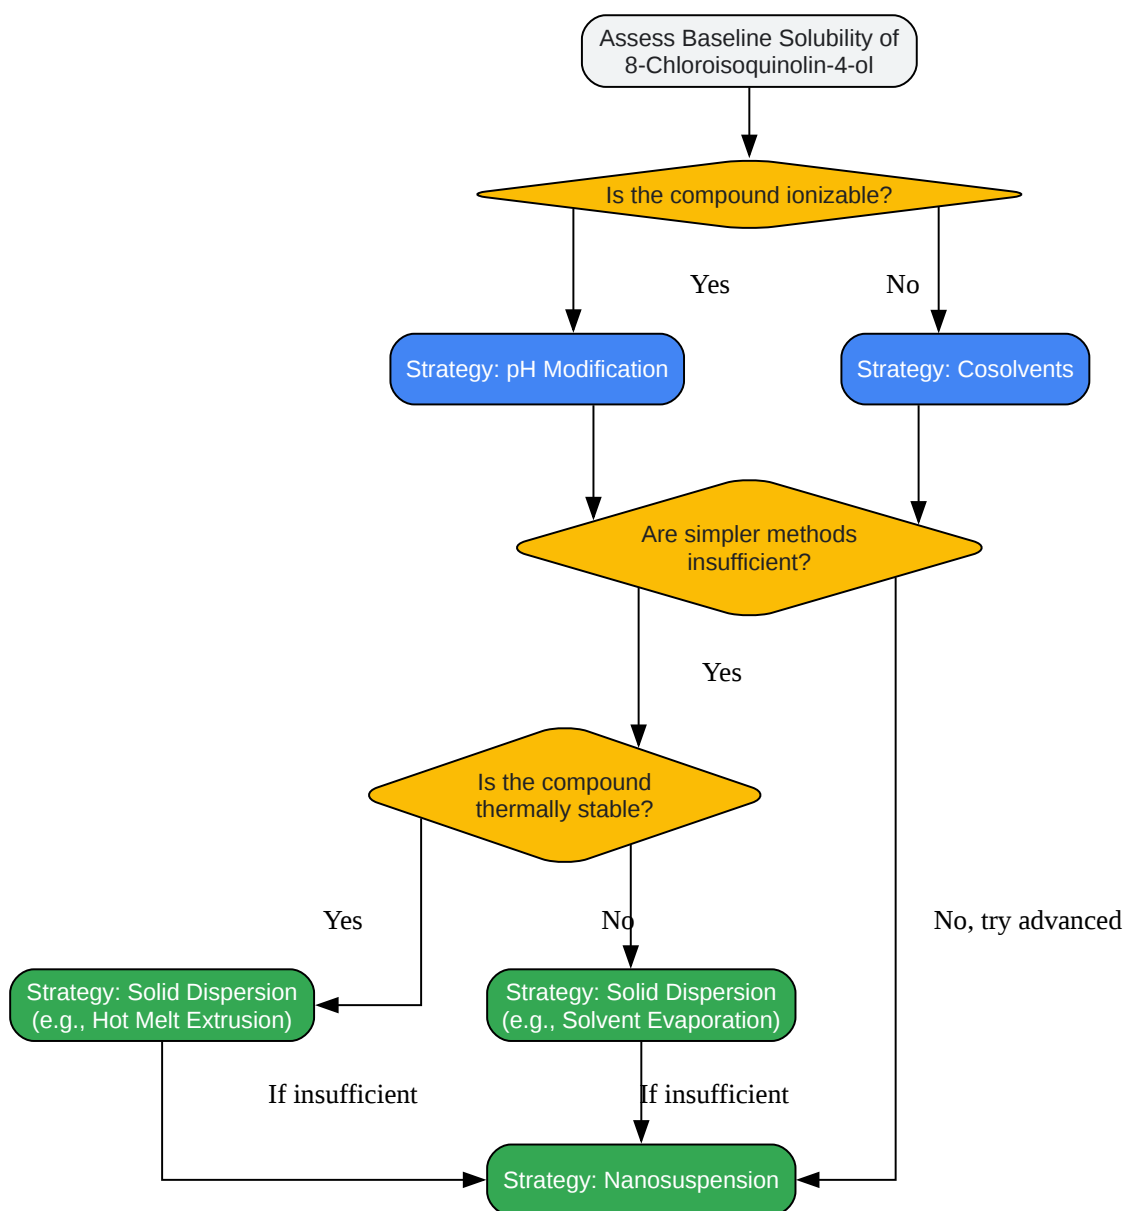 Assess Baseline Solubility of
8-Chloroisoquinolin-4-ol
Is the compound ionizable?
Yes
No
Strategy: pH Modification
Strategy: Cosolvents
Are simpler methods
insufficient?
Yes
Is the compound
thermally stable?
Yes
No
No, try advanced
Strategy: Solid Dispersion
(e.g., Hot Melt Extrusion)
Strategy: Solid Dispersion
(e.g., Solvent Evaporation)
If insufficient
If insufficient
Strategy: Nanosuspension